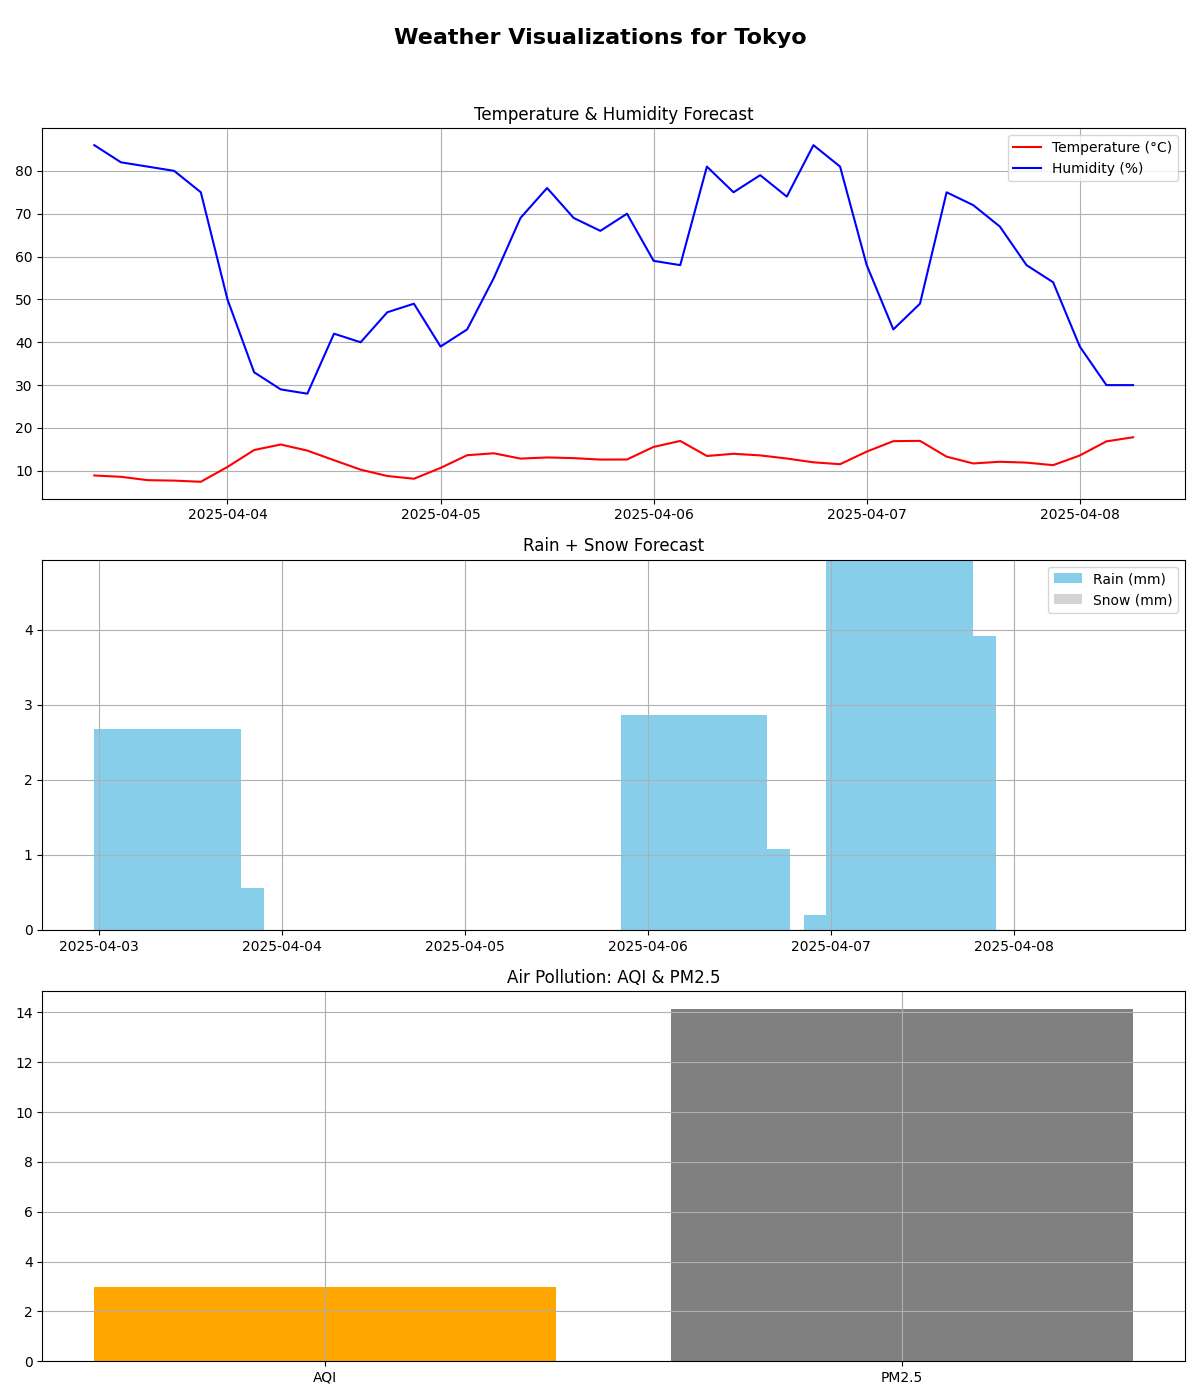 Weather Visualizations for Tokyo
Temperature & Humidity Forecast
Temperature (°C)
Humidity (%)
80
70
60
50
40
30
20
10
2025-04-04 2025-04-05 2025-04-06 2025-04-07 2025-04-08
Rain + Snow Forecast
Rain (mm)
Snow (mm)
4
3
2
1
0
2025-04-03 2025-04-04 2025-04-05 2025-04-06 2025-04-07 2025-04-08
Air Pollution: AQI & PM2.5
14
12
10
8
6
4
2
0
AQI PM2.5